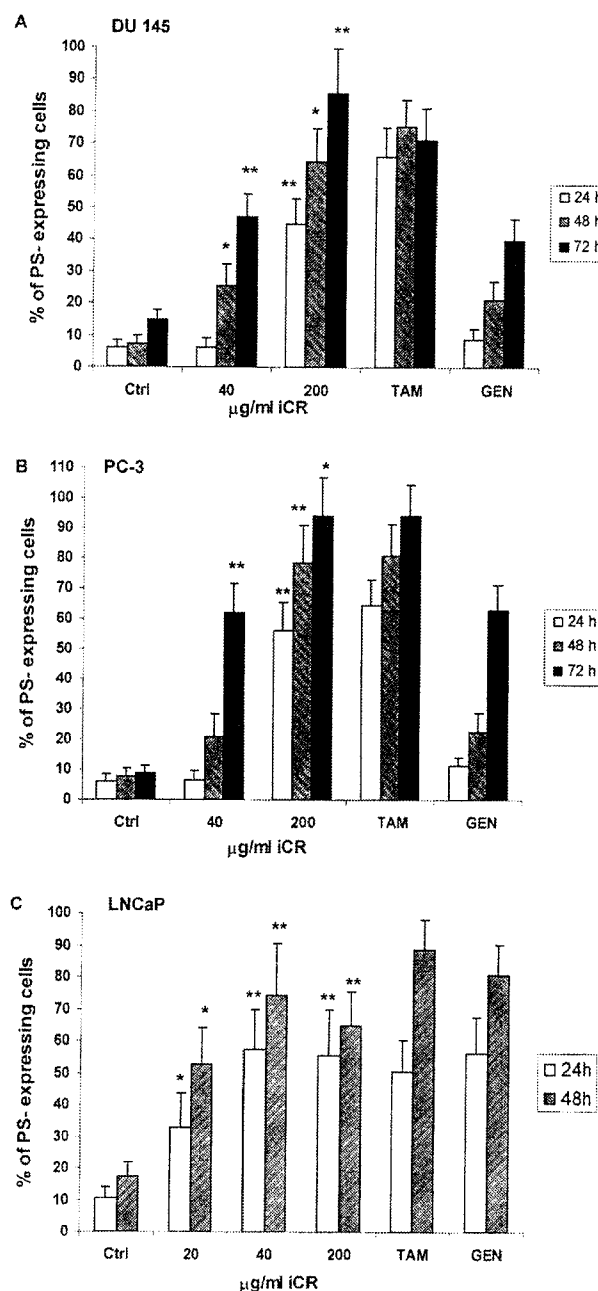 A
DU 145
% of PS- expressing cells
100
90
80
70
60
50
40
30
20
10
0
** 
* **
* **
Ctrl 40 200 TAM GEN
µg/ml iCR
24 h
48 h
72 h
B
PC-3
% of PS- expressing cells
110
100
90
80
70
60
50
40
30
20
10
0
*
**
** **
Ctrl 40 200 TAM GEN
µg/ml iCR
24 h
48 h
72 h
C
LNCaP
% of PS- expressing cells
100
90
80
70
60
50
40
30
20
10
0
**
** ** **
* *
Ctrl 20 40 200 TAM GEN
µg/ml iCR
24h
48h